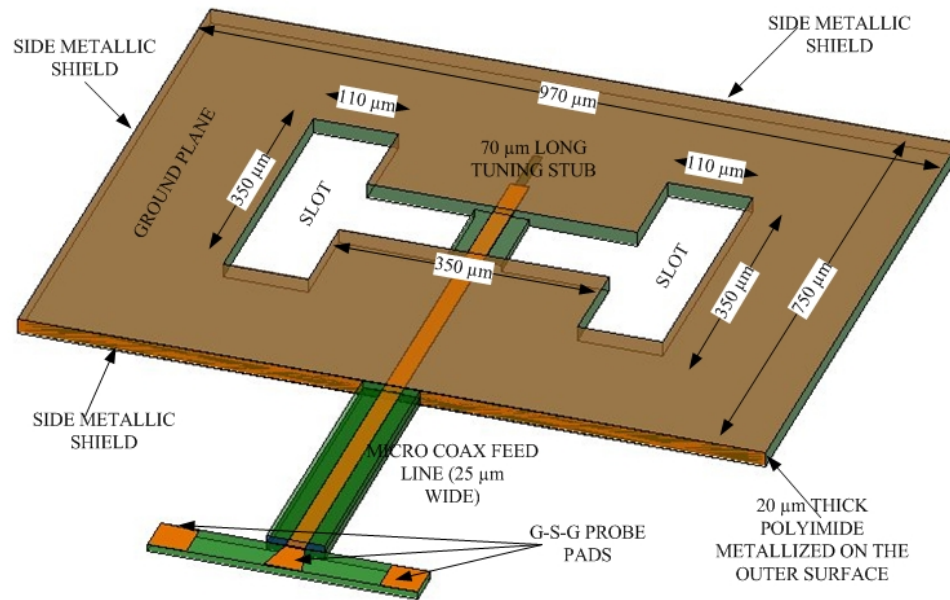 SIDE METALLIC
SHIELD
SIDE METALLIC
SHIELD
970 µm
110 µm
70 µm LONG
TUNING STUB
110 µm
GROUND PLANE
350 µm
SLOT
350 µm
SLOT
350 µm
750 µm
SIDE METALLIC
SHIELD
MICRO COAX FEED
LINE (25 µm
WIDE)
G-S-G PROBE
PADS
20 µm THICK
POLYIMIDE
METALLIZED ON THE
OUTER SURFACE